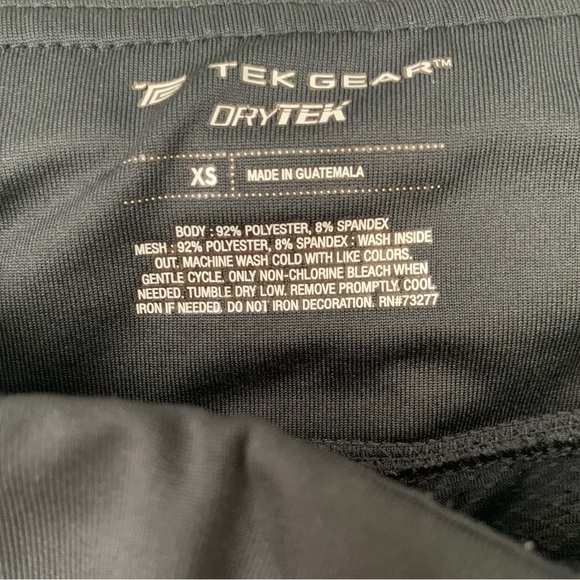 TEK GEAR™
DRYTEK
XS MADE IN GUATEMALA
BODY : 92% POLYESTER, 8% SPANDEX
MESH : 92% POLYESTER, 8% SPANDEX : WASH INSIDE
OUT. MACHINE WASH COLD WITH LIKE COLORS.
GENTLE CYCLE. ONLY NON-CHLORINE BLEACH WHEN
NEEDED. TUMBLE DRY LOW. REMOVE PROMPTLY. COOL
IRON IF NEEDED. DO NOT IRON DECORATION. RN#73277